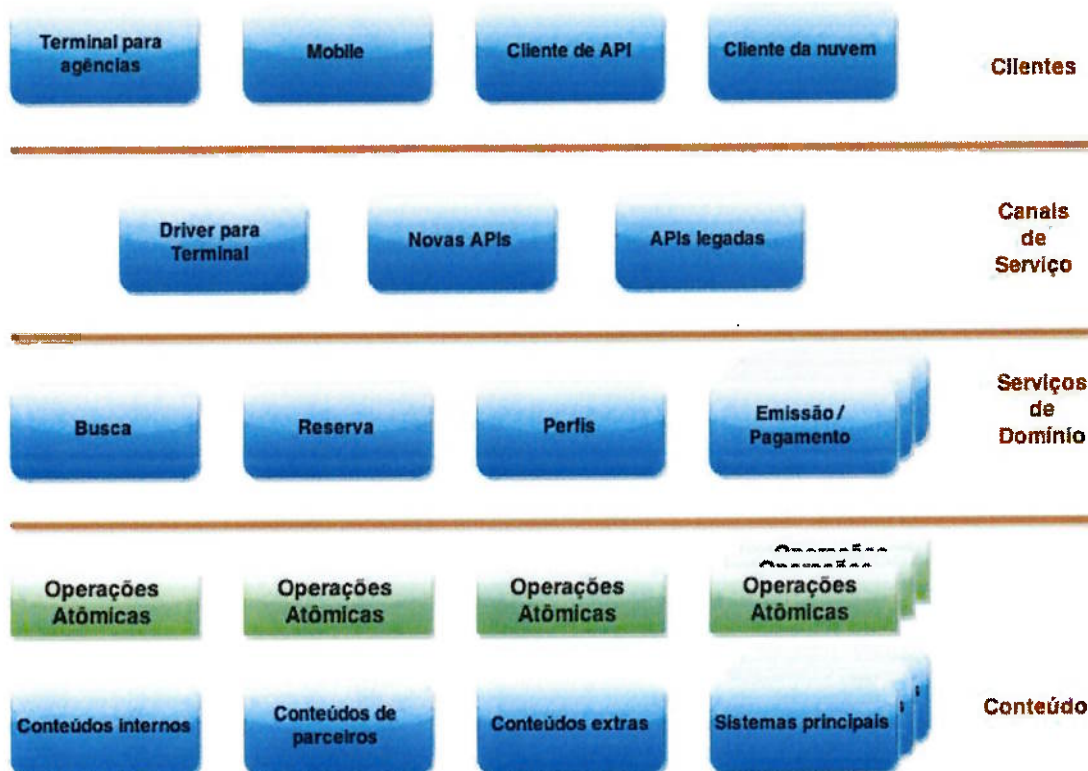 Terminal para
agências
Mobile
Cliente de API
Cliente da nuvem
Clientes
Driver para
Terminal
Novas APIs
APIs legadas
Canais
de
Serviço
Busca
Reserva
Perfis
Emissão /
Pagamento
Serviços
de
Domínio
Operações
Atômicas
Operações
Atômicas
Operações
Atômicas
Operações
Operações
Operações
Atômicas
Conteúdos internos
Conteúdos de
parceiros
Conteúdos extras
Sistemas principais
s
s
Conteúdo